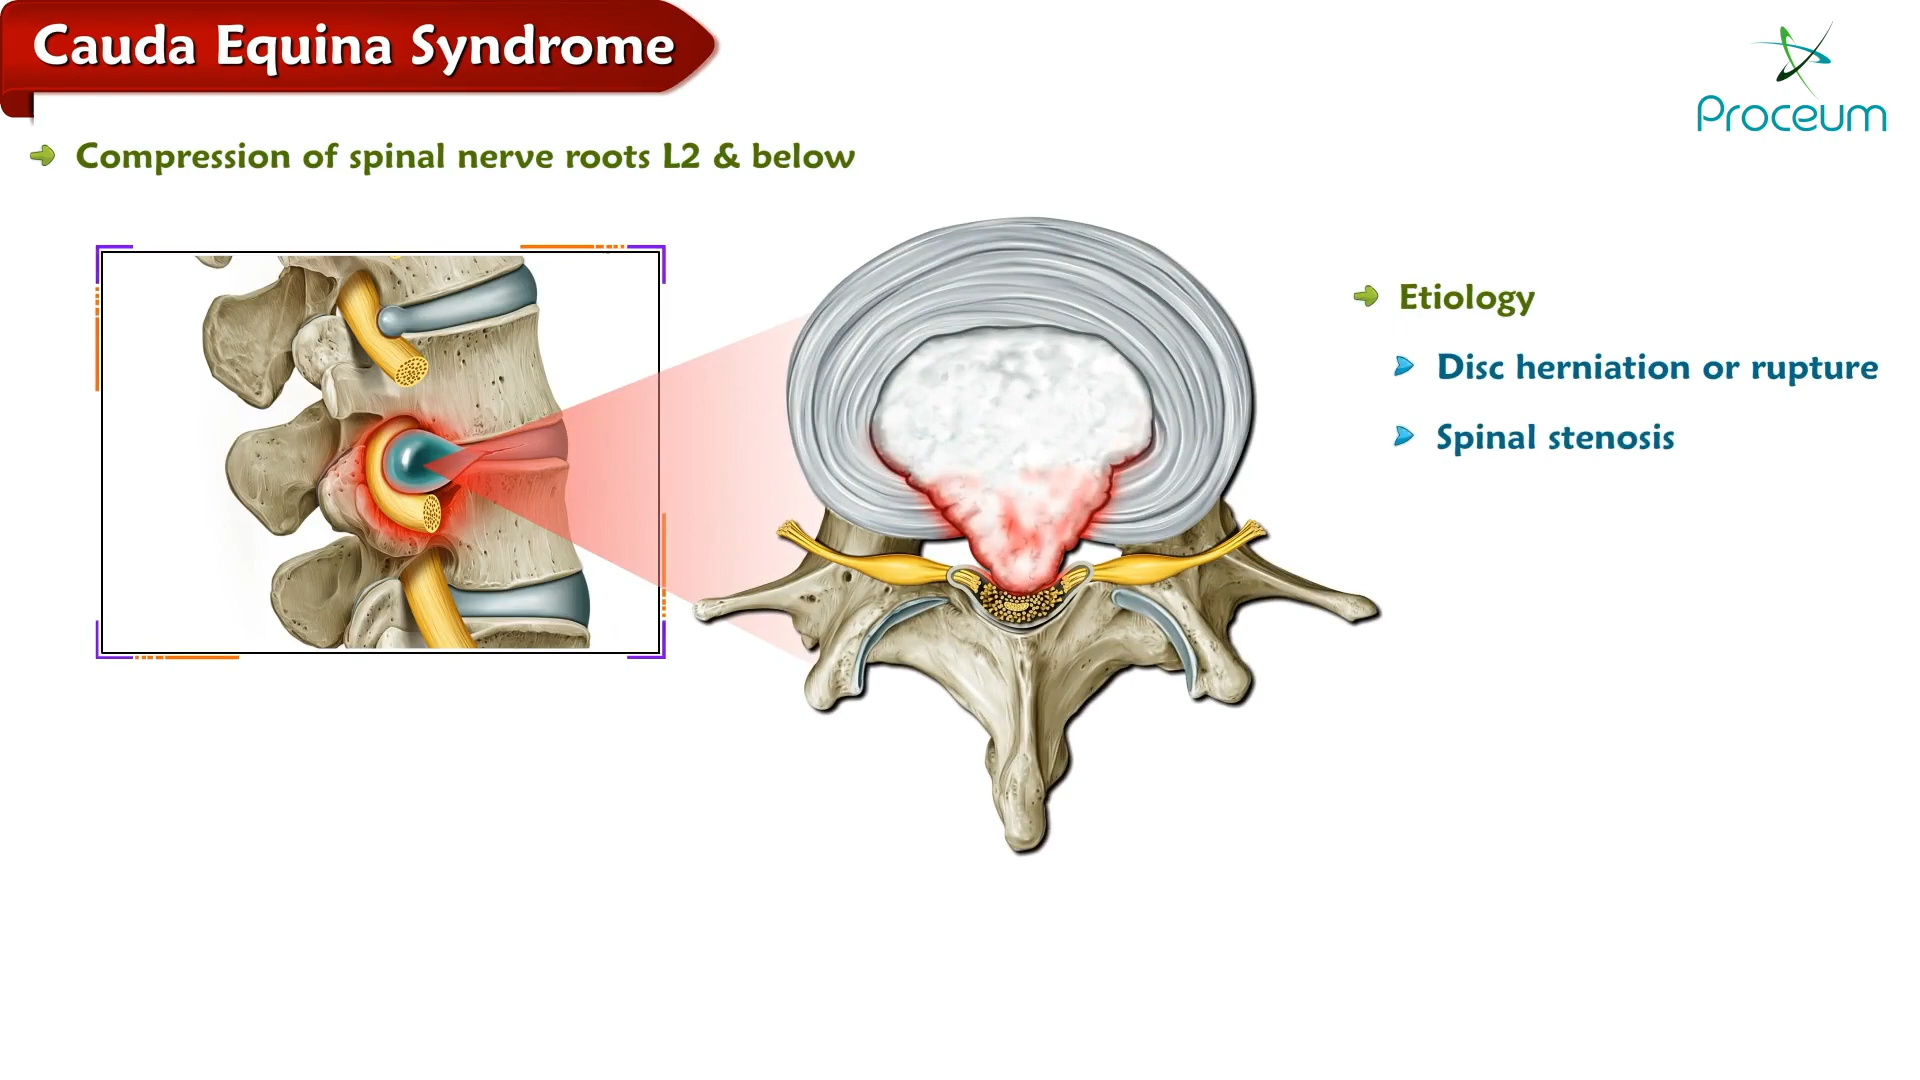 Cauda Equina Syndrome
Proceum
Compression of spinal nerve roots L2 & below
Etiology
Disc herniation or rupture
Spinal stenosis